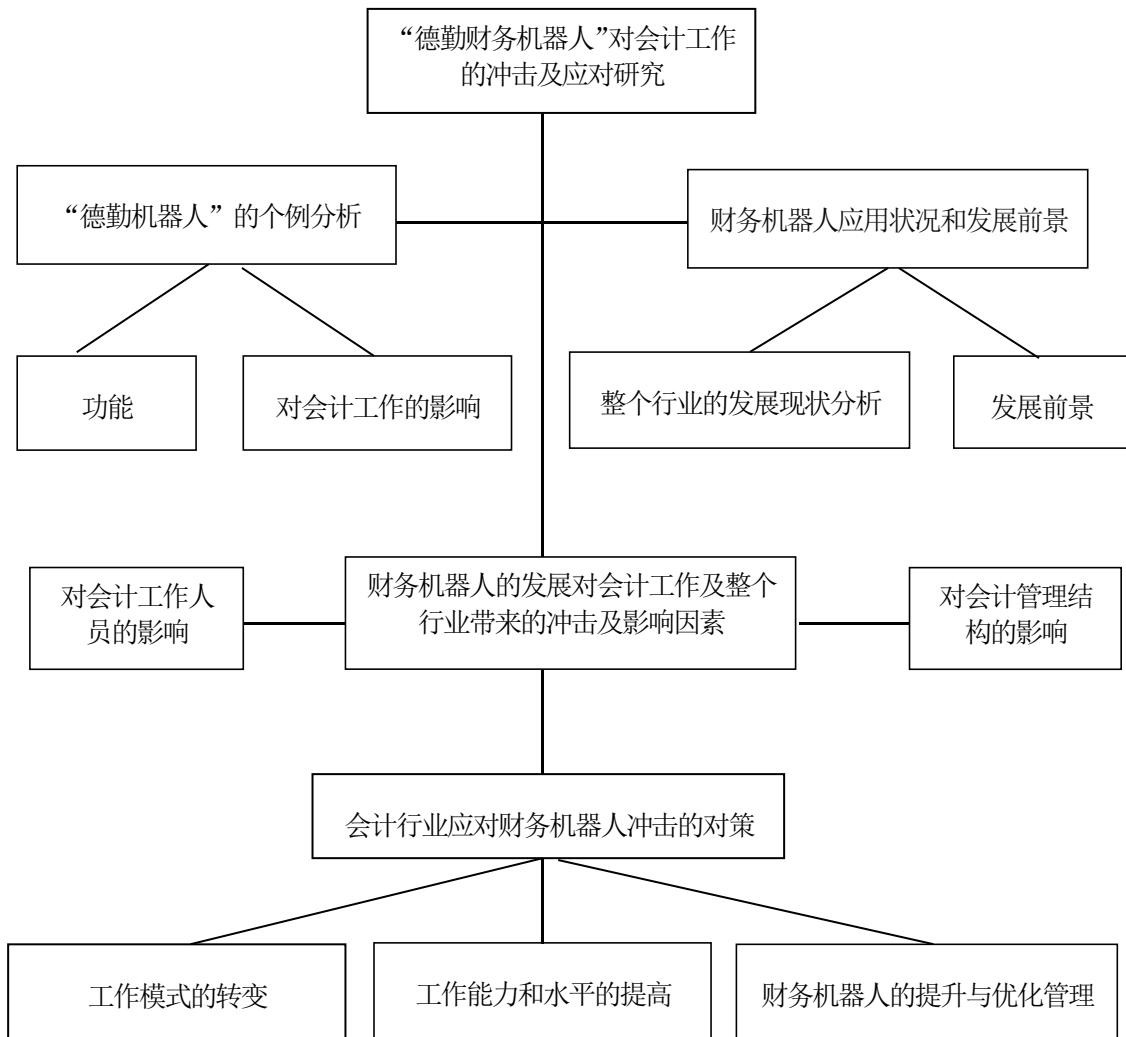 “德勤财务机器人”对会计工作
的冲击及应对研究
“德勤机器人”的个例分析
财务机器人应用状况和发展前景
功能
对会计工作的影响
整个行业的发展现状分析
发展前景
对会计工作人
员的影响
财务机器人的发展对会计工作及整个
行业带来的冲击及影响因素
对会计管理结
构的影响
会计行业应对财务机器人冲击的对策
工作模式的转变
工作能力和水平的提高
财务机器人的提升与优化管理